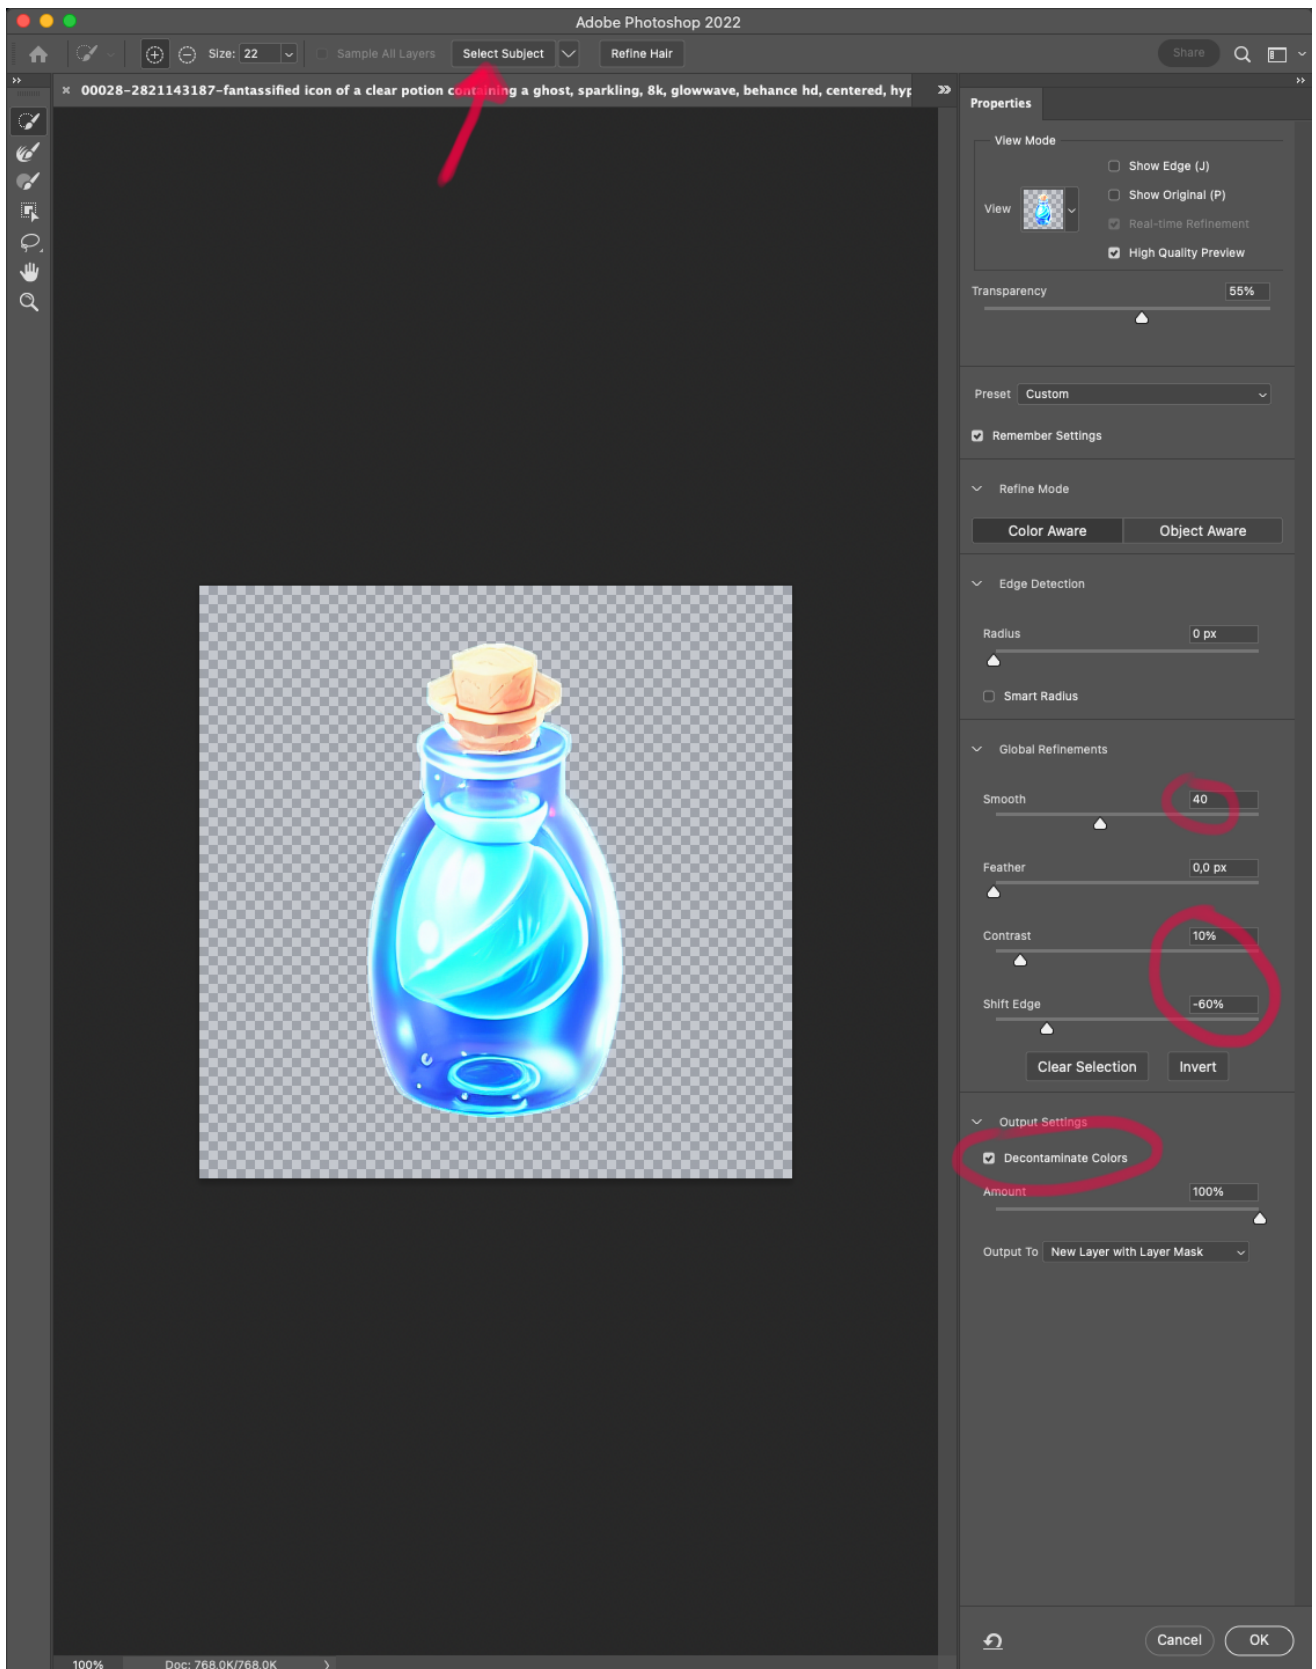 Adobe Photoshop 2022
Size: 22 Sample All Layers Select Subject Refine Hair Share
× 00028-2821143187-fantassified icon of a clear potion containing a ghost, sparkling, 8k, glowwave, behance hd, centered, hyp
Properties
View Mode
Show Edge (J)
View
Show Original (P)
Real-time Refinement
High Quality Preview
Transparency 55%
Preset Custom
Remember Settings
Refine Mode
Color Aware Object Aware
Edge Detection
Radius 0 px
Smart Radius
Global Refinements
Smooth 40
Feather 0,0 px
Contrast 10%
Shift Edge -60%
Clear Selection Invert
Output Settings
Decontaminate Colors
Amount 100%
Output To New Layer with Layer Mask
Cancel OK
100% Doc: 768,0K/768,0K